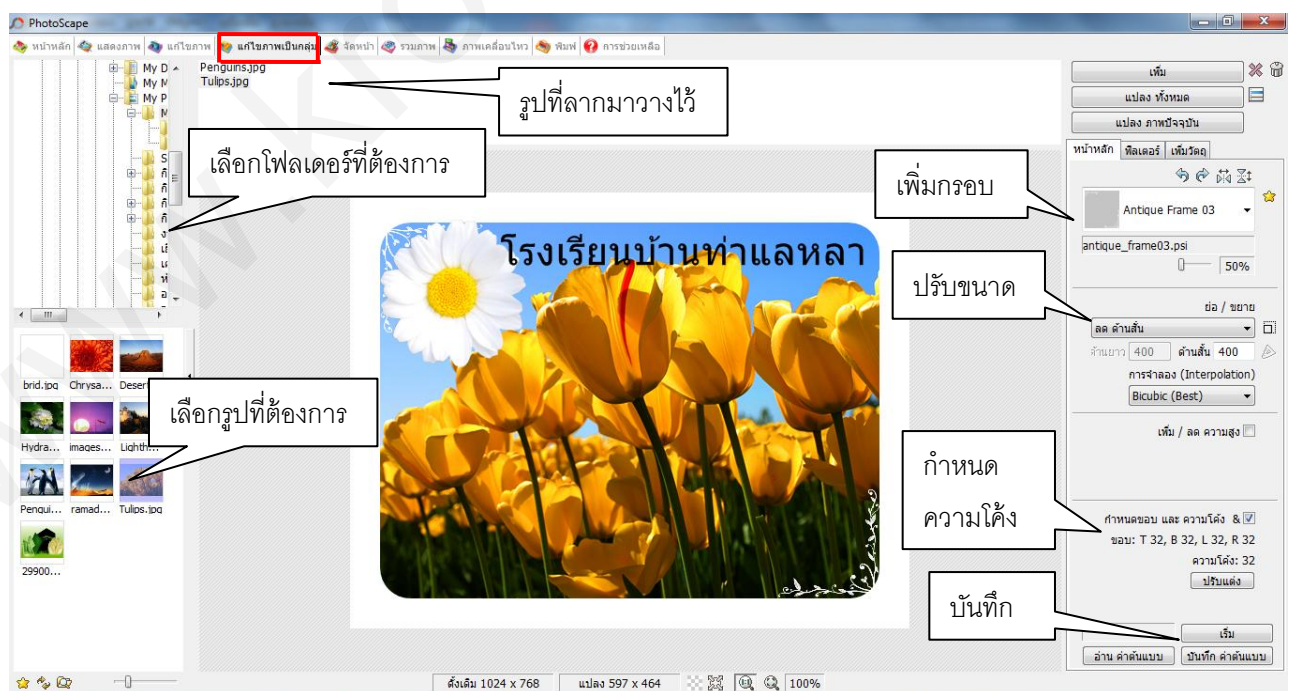 PhotoScape
หน้าหลัก แสดงภาพ แก้ไขภาพ แก้ไขภาพเป็นกลุ่ม จัดหน้า รวมภาพ ภาพเคลื่อนไหว พิมพ์ การช่วยเหลือ
My D
My M
My P
M
S
Penguins.jpg
Tulips.jpg
รูปที่ลากมาวางไว้
เลือกโฟลเดอร์ที่ต้องการ
โรงเรียนบ้านท่าแลหลา
brid.jpg Chrysa... Desert...
Hydra... images... Lighth...
Pengui... ramad... Tulips.jpg
29900...
เลือกรูปที่ต้องการ
เพิ่มกรอบ
ปรับขนาด
กำหนด
ความโค้ง
บันทึก
เพิ่ม
แปลง ทั้งหมด
แปลง ภาพปัจจุบัน
หน้าหลัก ฟิลเตอร์ เพิ่มวัตถุ
Antique Frame 03
antique_frame03.psi
50%
ย่อ / ขยาย
ลด ด้านสั้น
ด้านยาว 400 ด้านสั้น 400
การจำลอง (Interpolation)
Bicubic (Best)
เพิ่ม / ลด ความสูง
กำหนดขอบ และ ความโค้ง &
ขอบ: T 32, B 32, L 32, R 32
ความโค้ง: 32
ปรับแต่ง
เริ่ม
อ่าน ค่าต้นแบบ บันทึก ค่าต้นแบบ
ดั้งเดิม 1024 x 768 แปลง 597 x 464 100%